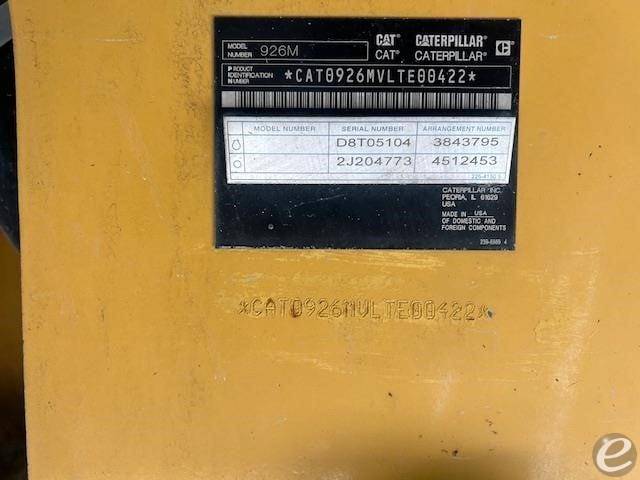 MODEL NUMBER 926M CAT CATERPILLAR C
CAT® CATERPILLAR®
PRODUCT IDENTIFICATION NUMBER *CAT0926MVLTE00422*
MODEL NUMBER SERIAL NUMBER ARRANGEMENT NUMBER
D8T05104 3843795
2J204773 4512453
CATERPILLAR INC.
PEORIA, IL 61629
USA
MADE IN USA
OF DOMESTIC AND
FOREIGN COMPONENTS
*CAT0926MVLTE00422*
e